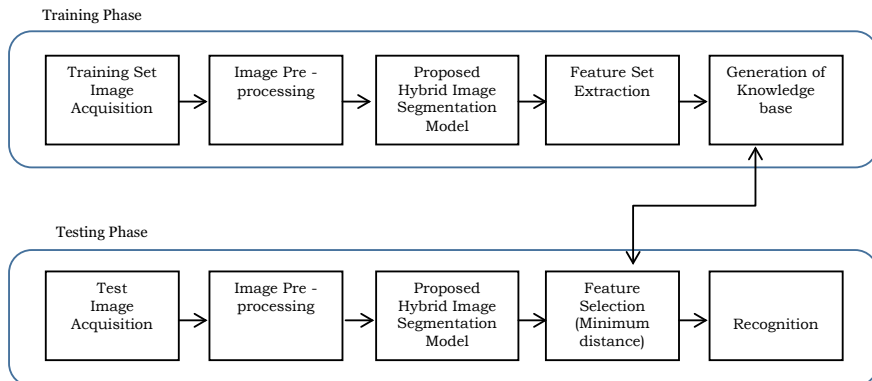 Training Phase
Training Set
Image
Acquisition
Image Pre -
processing
Proposed
Hybrid Image
Segmentation
Model
Feature Set
Extraction
Generation of
Knowledge
base
Testing Phase
Test
Image
Acquisition
Image Pre -
processing
Proposed
Hybrid Image
Segmentation
Model
Feature
Selection
(Minimum
distance)
Recognition